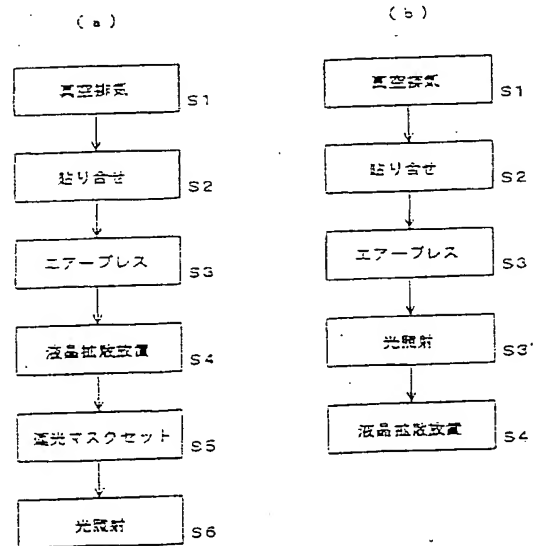 (a)
真空排気 S1
貼り合せ S2
エアープレス S3
液晶拡散放置 S4
遮光マスクセット S5
光照射 S6
(b)
真空排気 S1
貼り合せ S2
エアープレス S3
光照射 S3'
液晶拡散放置 S4